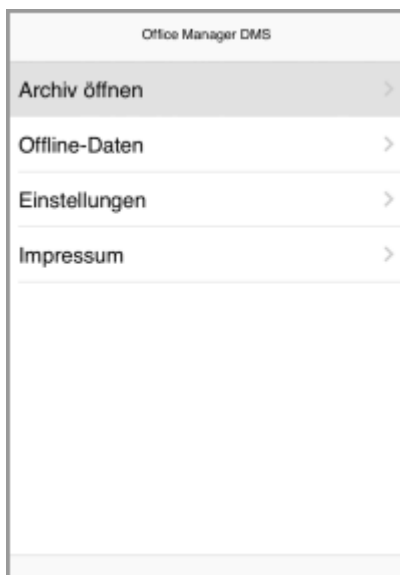 Office Manager DMS
Archiv öffnen
Offline-Daten
Einstellungen
Impressum